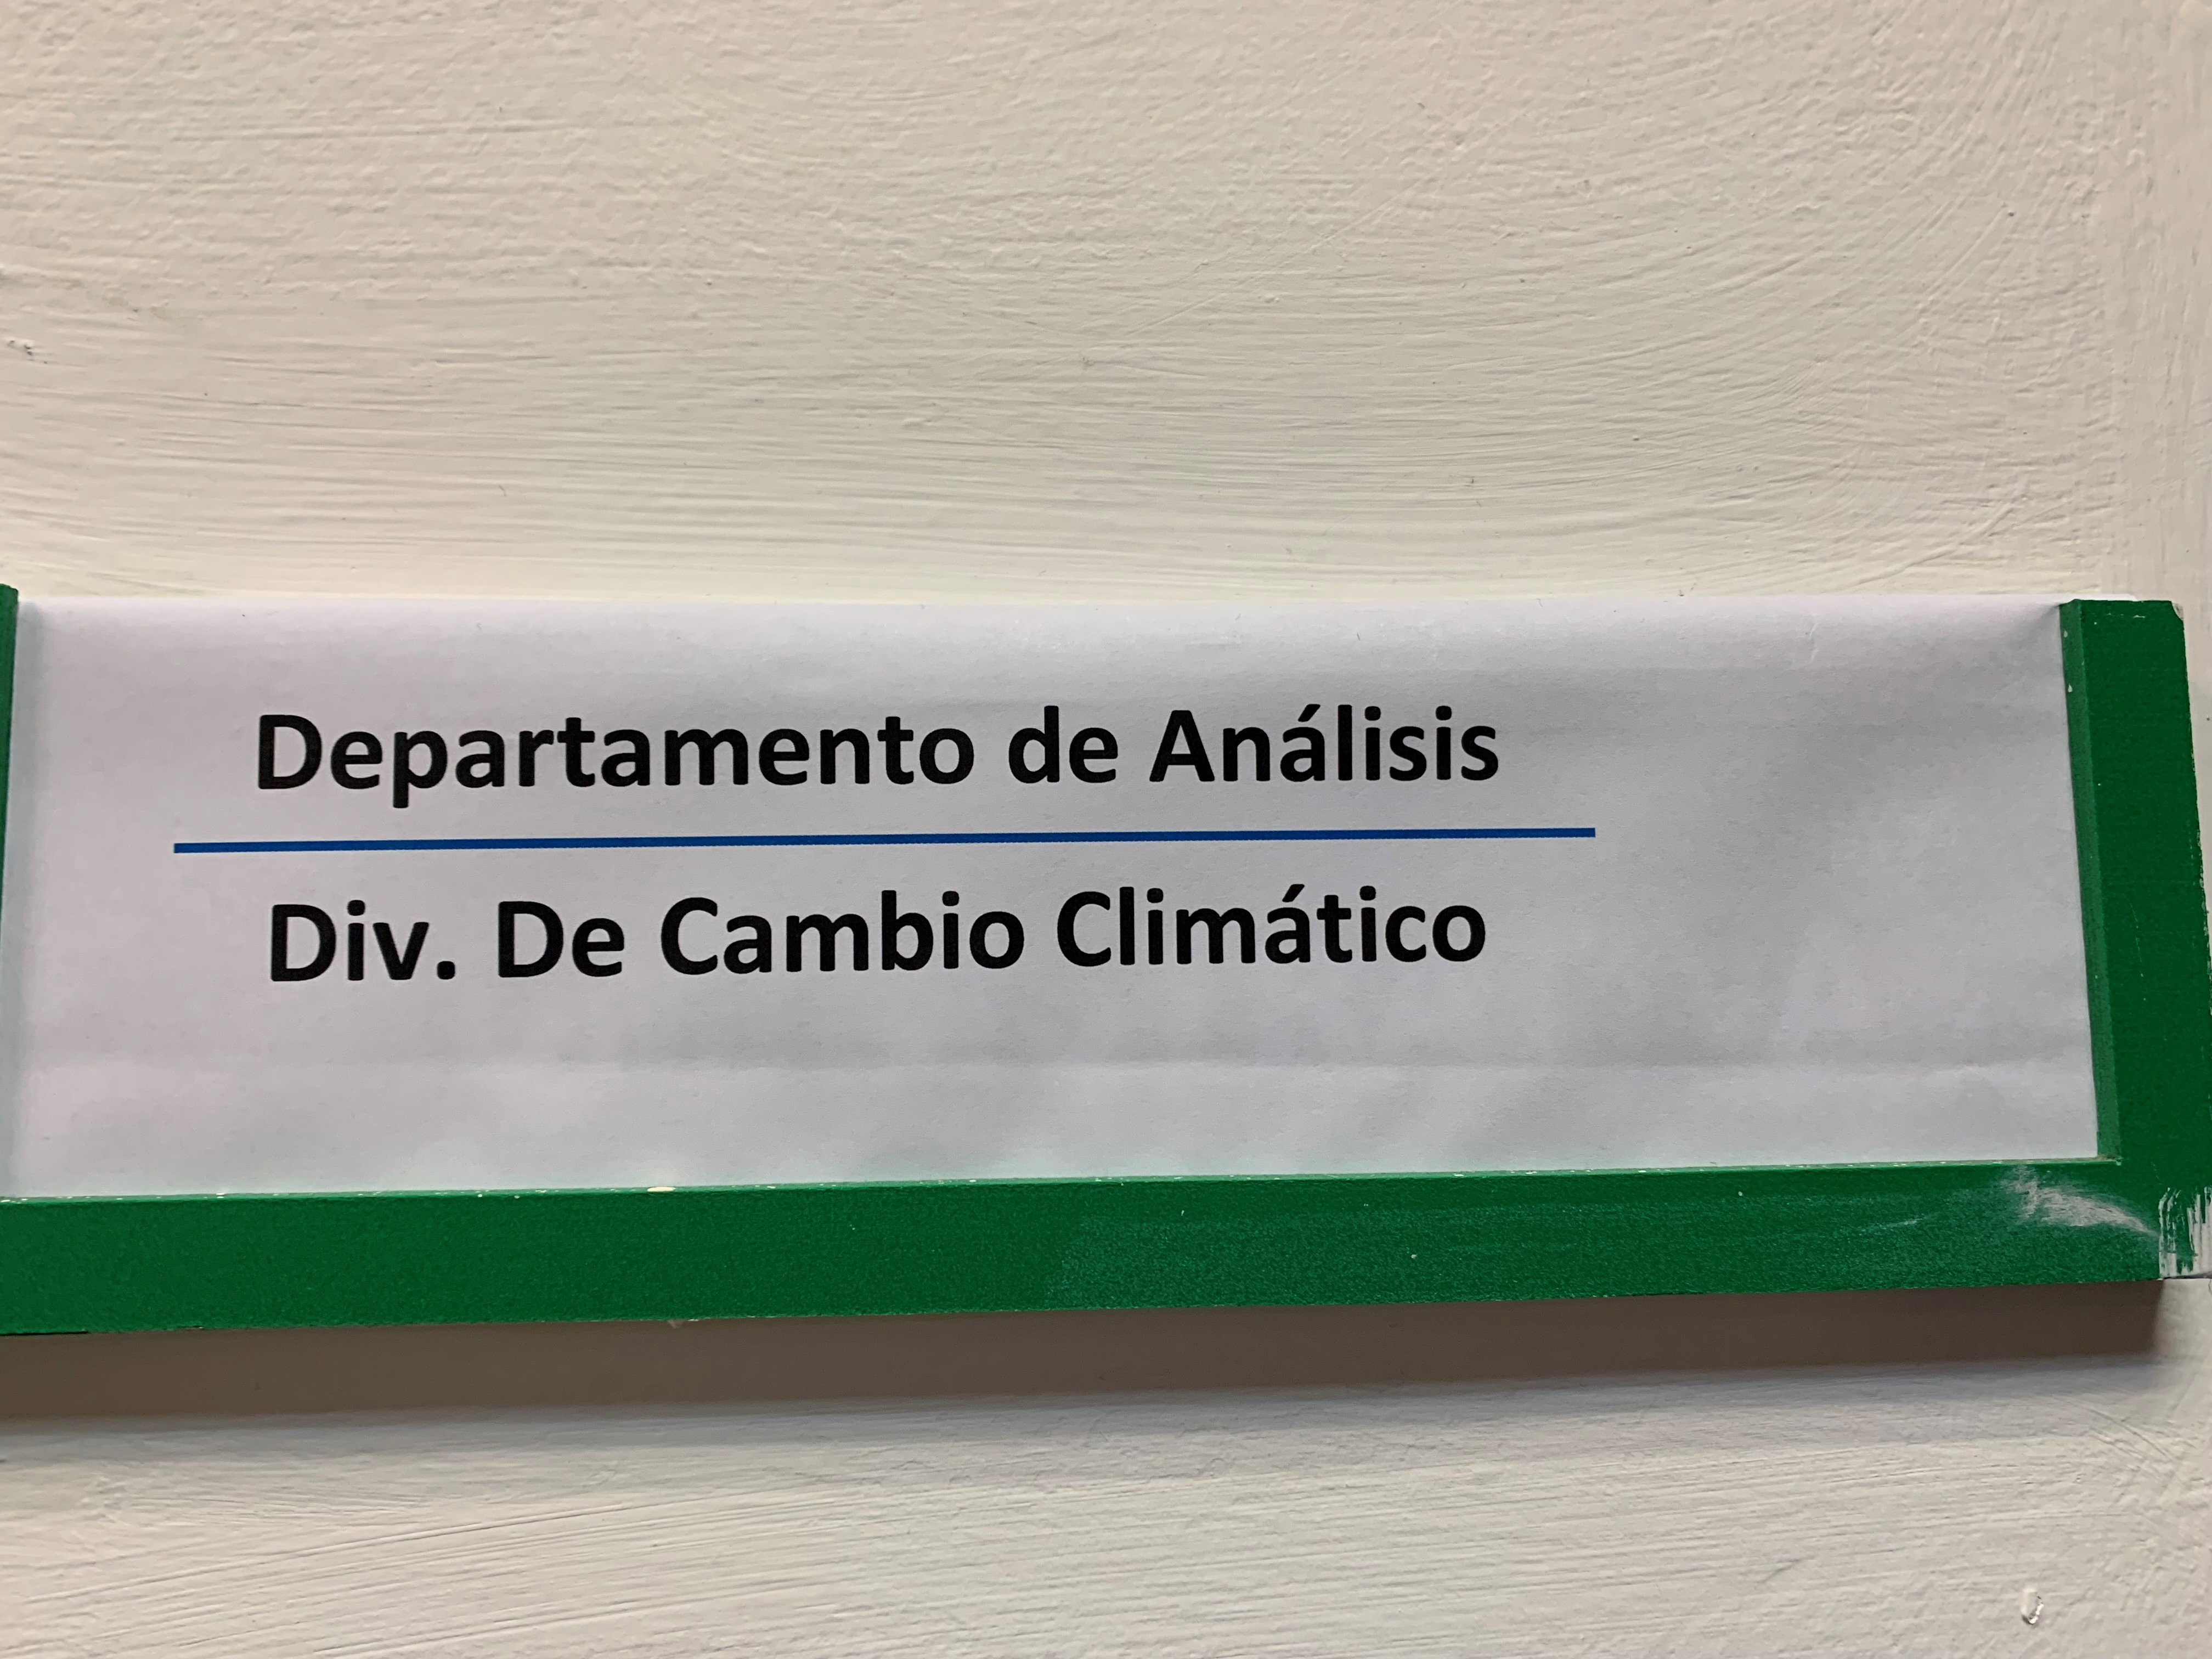 Departamento de Análisis
Div. De Cambio Climático